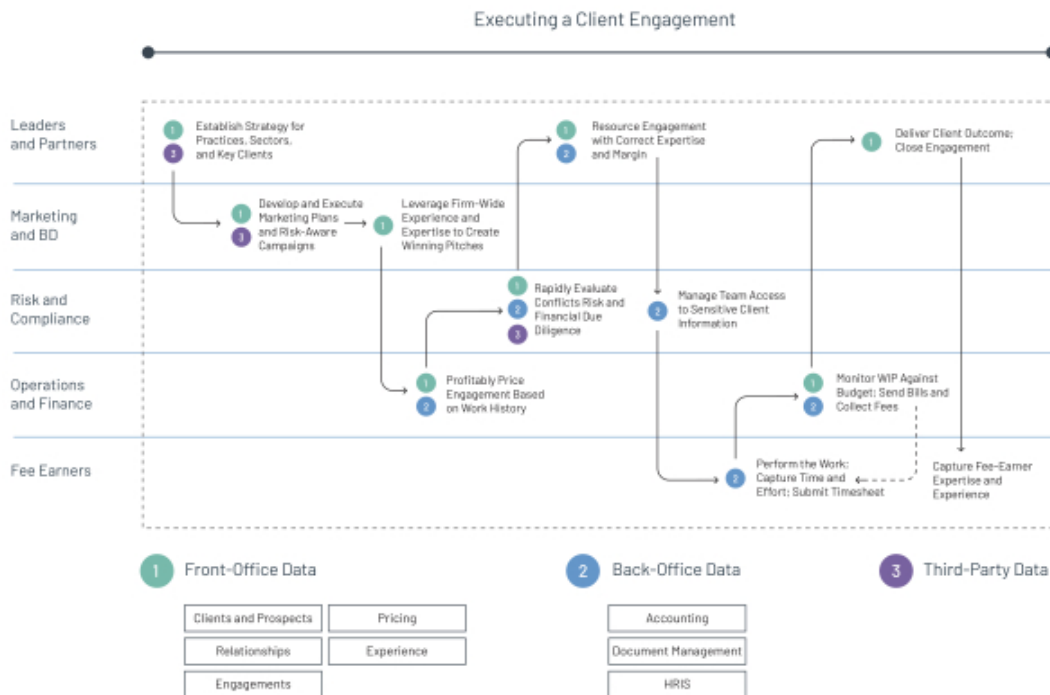 Executing a Client Engagement
Leaders
and Partners
1
3
Establish Strategy for
Practices, Sectors,
and Key Clients
1
2
Resource Engagement
with Correct Expertise
and Margin
1
Deliver Client Outcome;
Close Engagement
Marketing
and BD
1
3
Develop and Execute
Marketing Plans
and Risk-Aware
Campaigns
1
Leverage Firm-Wide
Experience and
Expertise to Create
Winning Pitches
Risk and
Compliance
1
2
3
Rapidly Evaluate
Conflicts Risk and
Financial Due
Diligence
2
Manage Team Access
to Sensitive Client
Information
Operations
and Finance
1
2
Profitably Price
Engagement Based
on Work History
1
2
Monitor WIP Against
Budget; Send Bills and
Collect Fees
Fee Earners
2
Perform the Work;
Capture Time and
Effort; Submit Timesheet
Capture Fee-Earner
Expertise and
Experience
1 Front-Office Data
Clients and Prospects
Pricing
Relationships
Experience
Engagements
2 Back-Office Data
Accounting
Document Management
HRIS
3 Third-Party Data